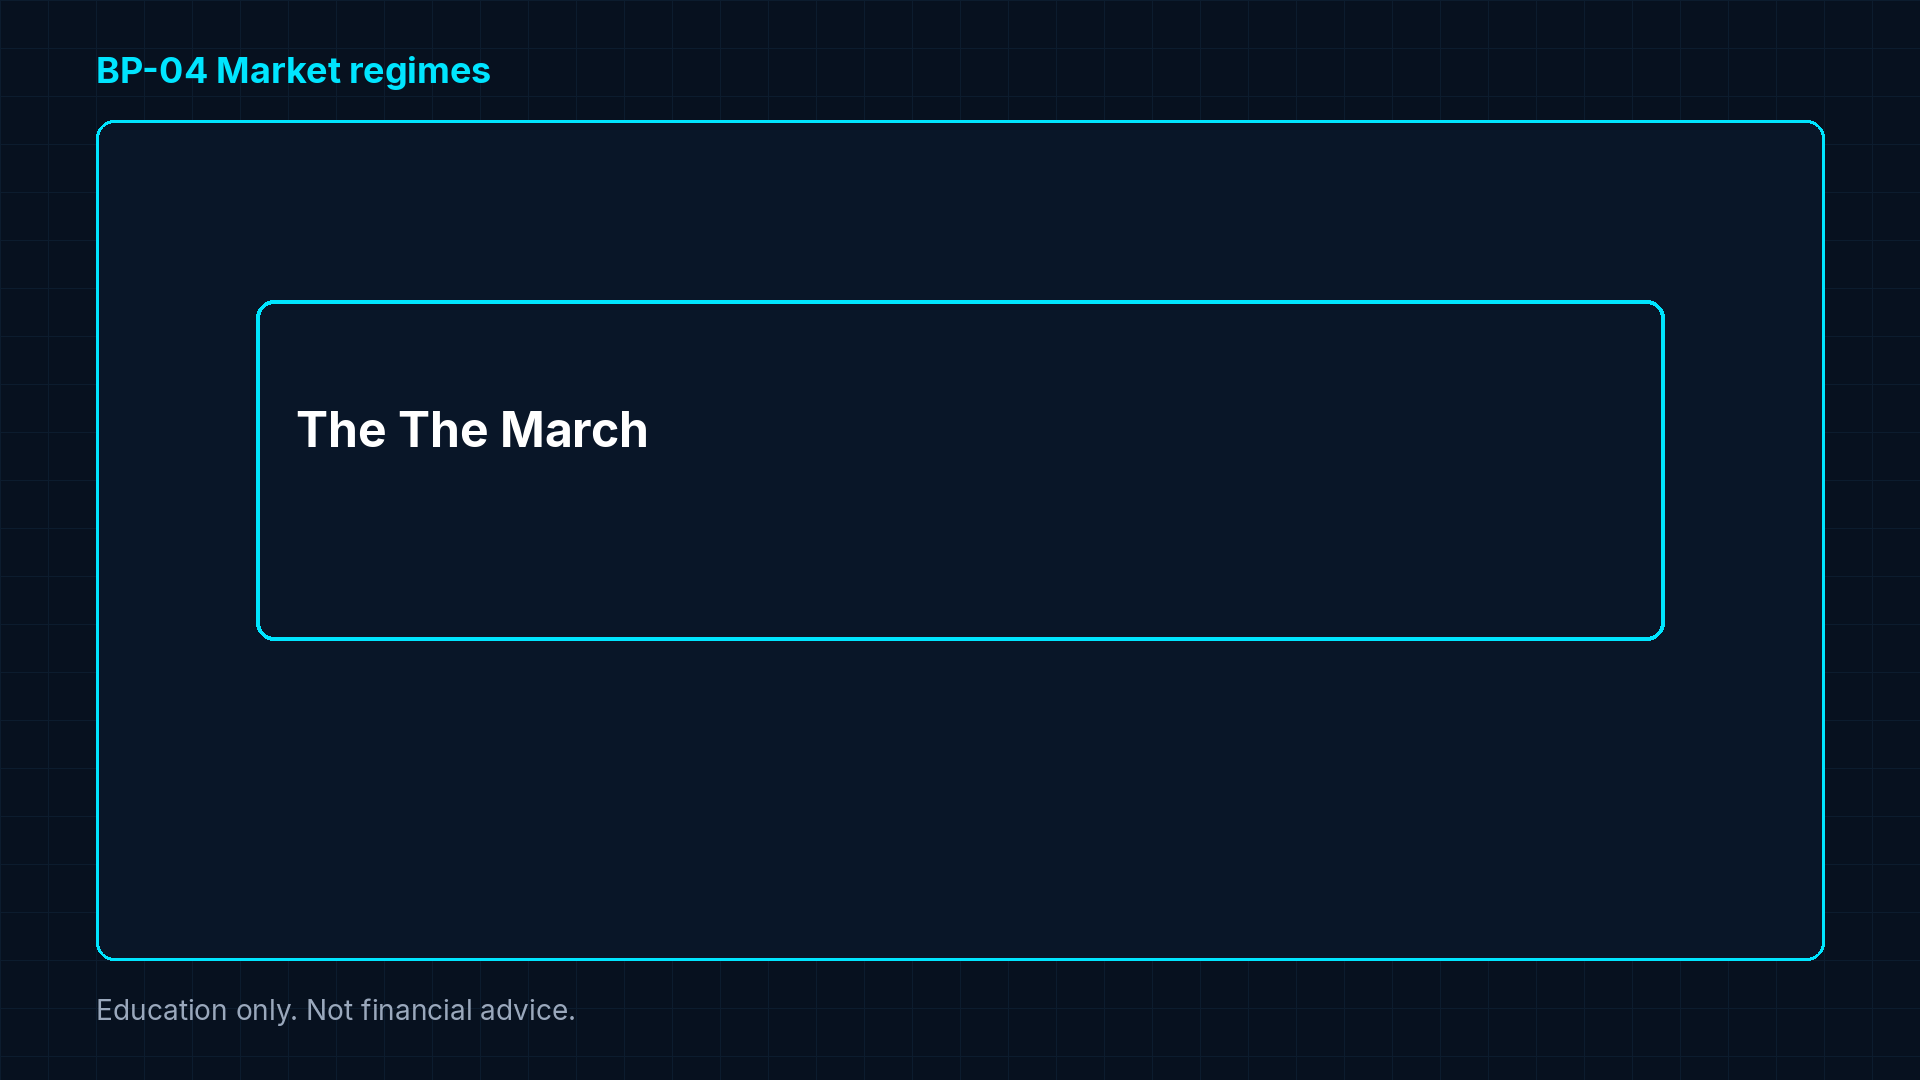 BP-04 Market regimes
The The March
Education only. Not financial advice.